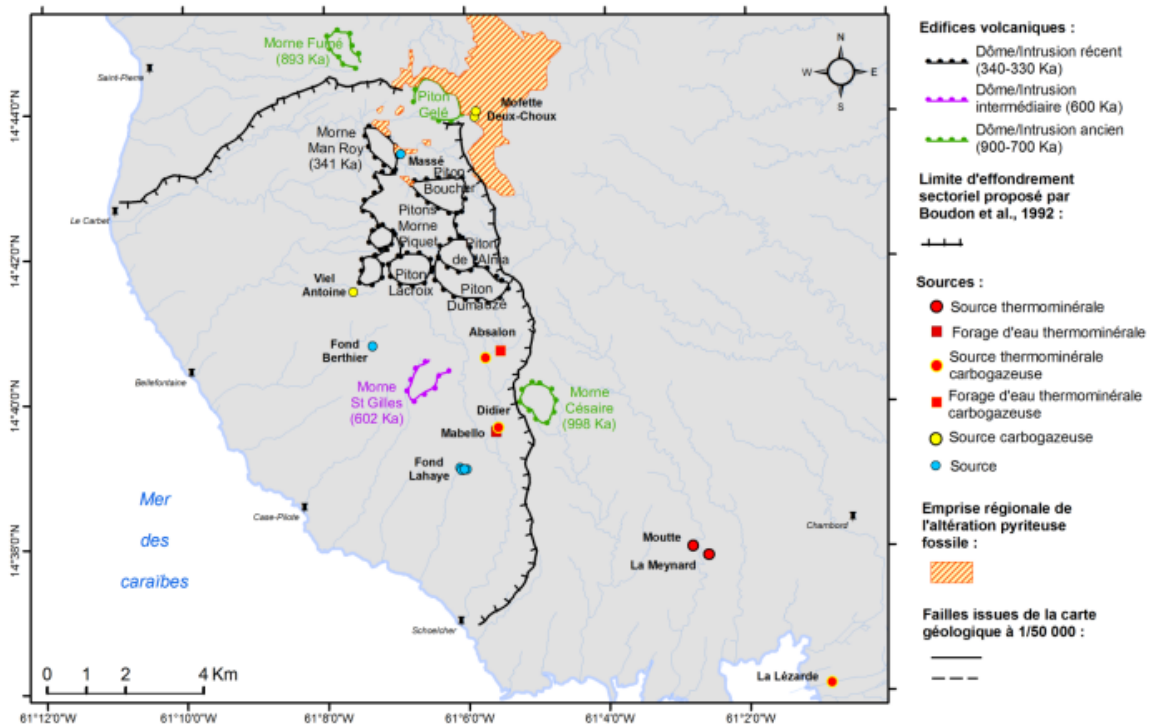 Morne Fumé
(893 Ka)
Saint-Pierre
Piton
Gelé
Mofette
Deux-Choux
N
W
E
S
Morne
Man Roy
(341 Ka)
Massé
Piton
Boucher
Le Carbet
Pitons
Morne
Piquet
Piton
de Alma
Viel
Antoine
Piton
Lacroix
Piton
Dumauzé
Absalon
Fond
Berthier
Bellefontaine
Morne
St Gilles
(602 Ka)
Didier
Morne
Césaire
(998 Ka)
Mabello
Fond
Lahaye
Mer
des
caraïbes
Case-Pilote
Moutte
La Meynard
Chambord
Schoelcher
La Lézarde
0 1 2 4 Km
14°44'0"N
14°42'0"N
14°40'0"N
14°38'0"N
61°12'0"W 61°10'0"W 61°8'0"W 61°6'0"W 61°4'0"W 61°2'0"W
Edifices volcaniques :
Dôme/Intrusion récent
(340-330 Ka)
Dôme/Intrusion
intermédiaire (600 Ka)
Dôme/Intrusion ancien
(900-700 Ka)
Limite d'effondrement
sectoriel proposé par
Boudon et al., 1992 :
Sources :
Source thermominérale
Forage d'eau thermominérale
Source thermominérale
carbogazeuse
Forage d'eau thermominérale
carbogazeuse
Source carbogazeuse
Source
Emprise régionale de
l'altération pyriteuse
fossile :
Failles issues de la carte
géologique à 1/50 000 :